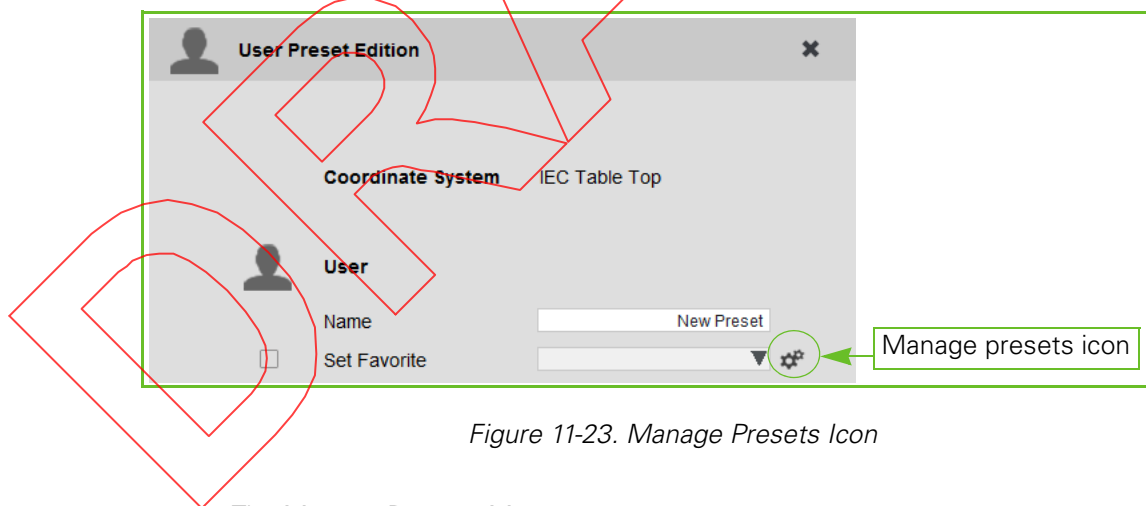 User Preset Edition
Coordinate System IEC Table Top
User
Name New Preset
Set Favorite
Manage presets icon
Figure 11-23. Manage Presets Icon